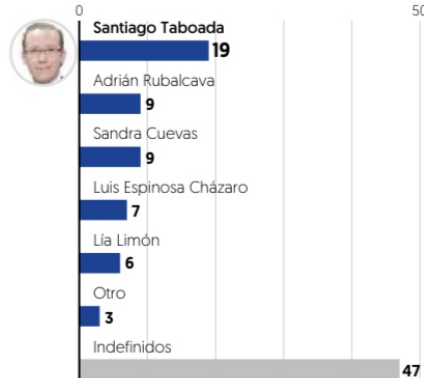 0 50
Santiago Taboada
19
Adrián Rubalcava
9
Sandra Cuevas
9
Luis Espinosa Cházaro
7
Lía Limón
6
Otro
3
Indefinidos
47